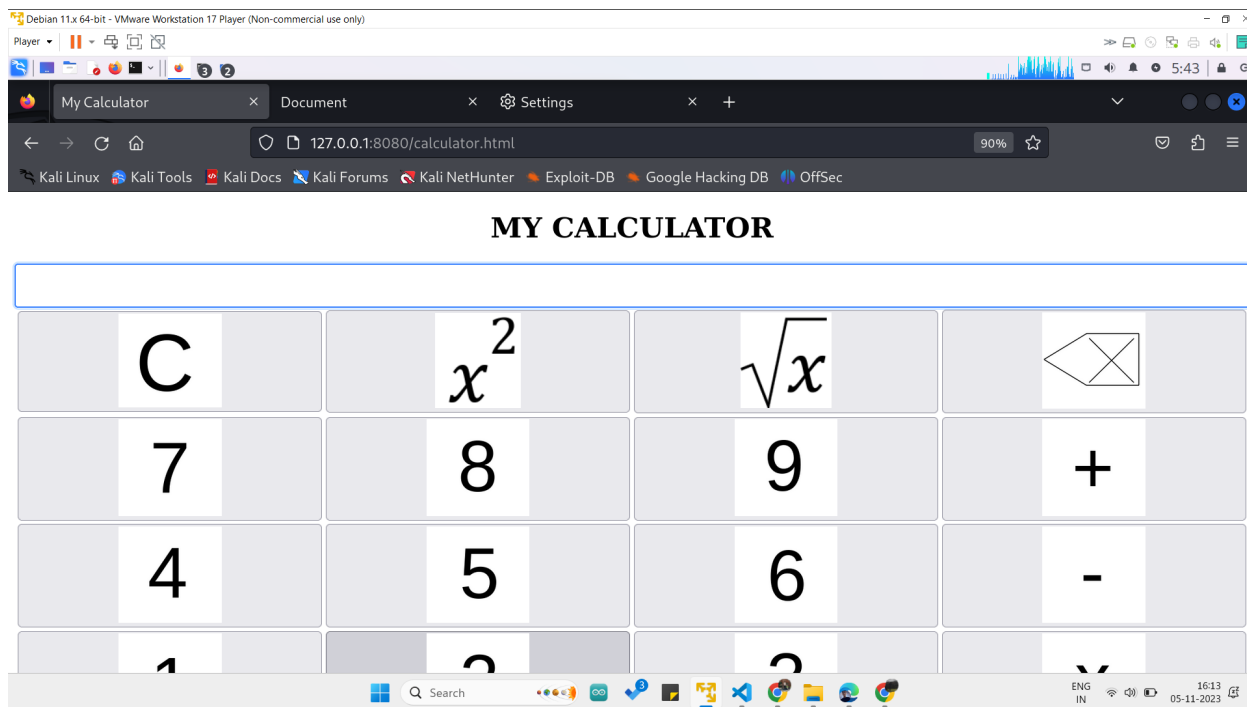 Debian 11.x 64-bit - VMware Workstation 17 Player (Non-commercial use only)
Player
3 2 5:43
My Calculator Document Settings
127.0.0.1:8080/calculator.html 90%
Kali Linux Kali Tools Kali Docs Kali Forums Kali NetHunter Exploit-DB Google Hacking DB OffSec
MY CALCULATOR
C x² √x
7 8 9 +
4 5 6 -
Search 3 ENG 16:13
IN 05-11-2023